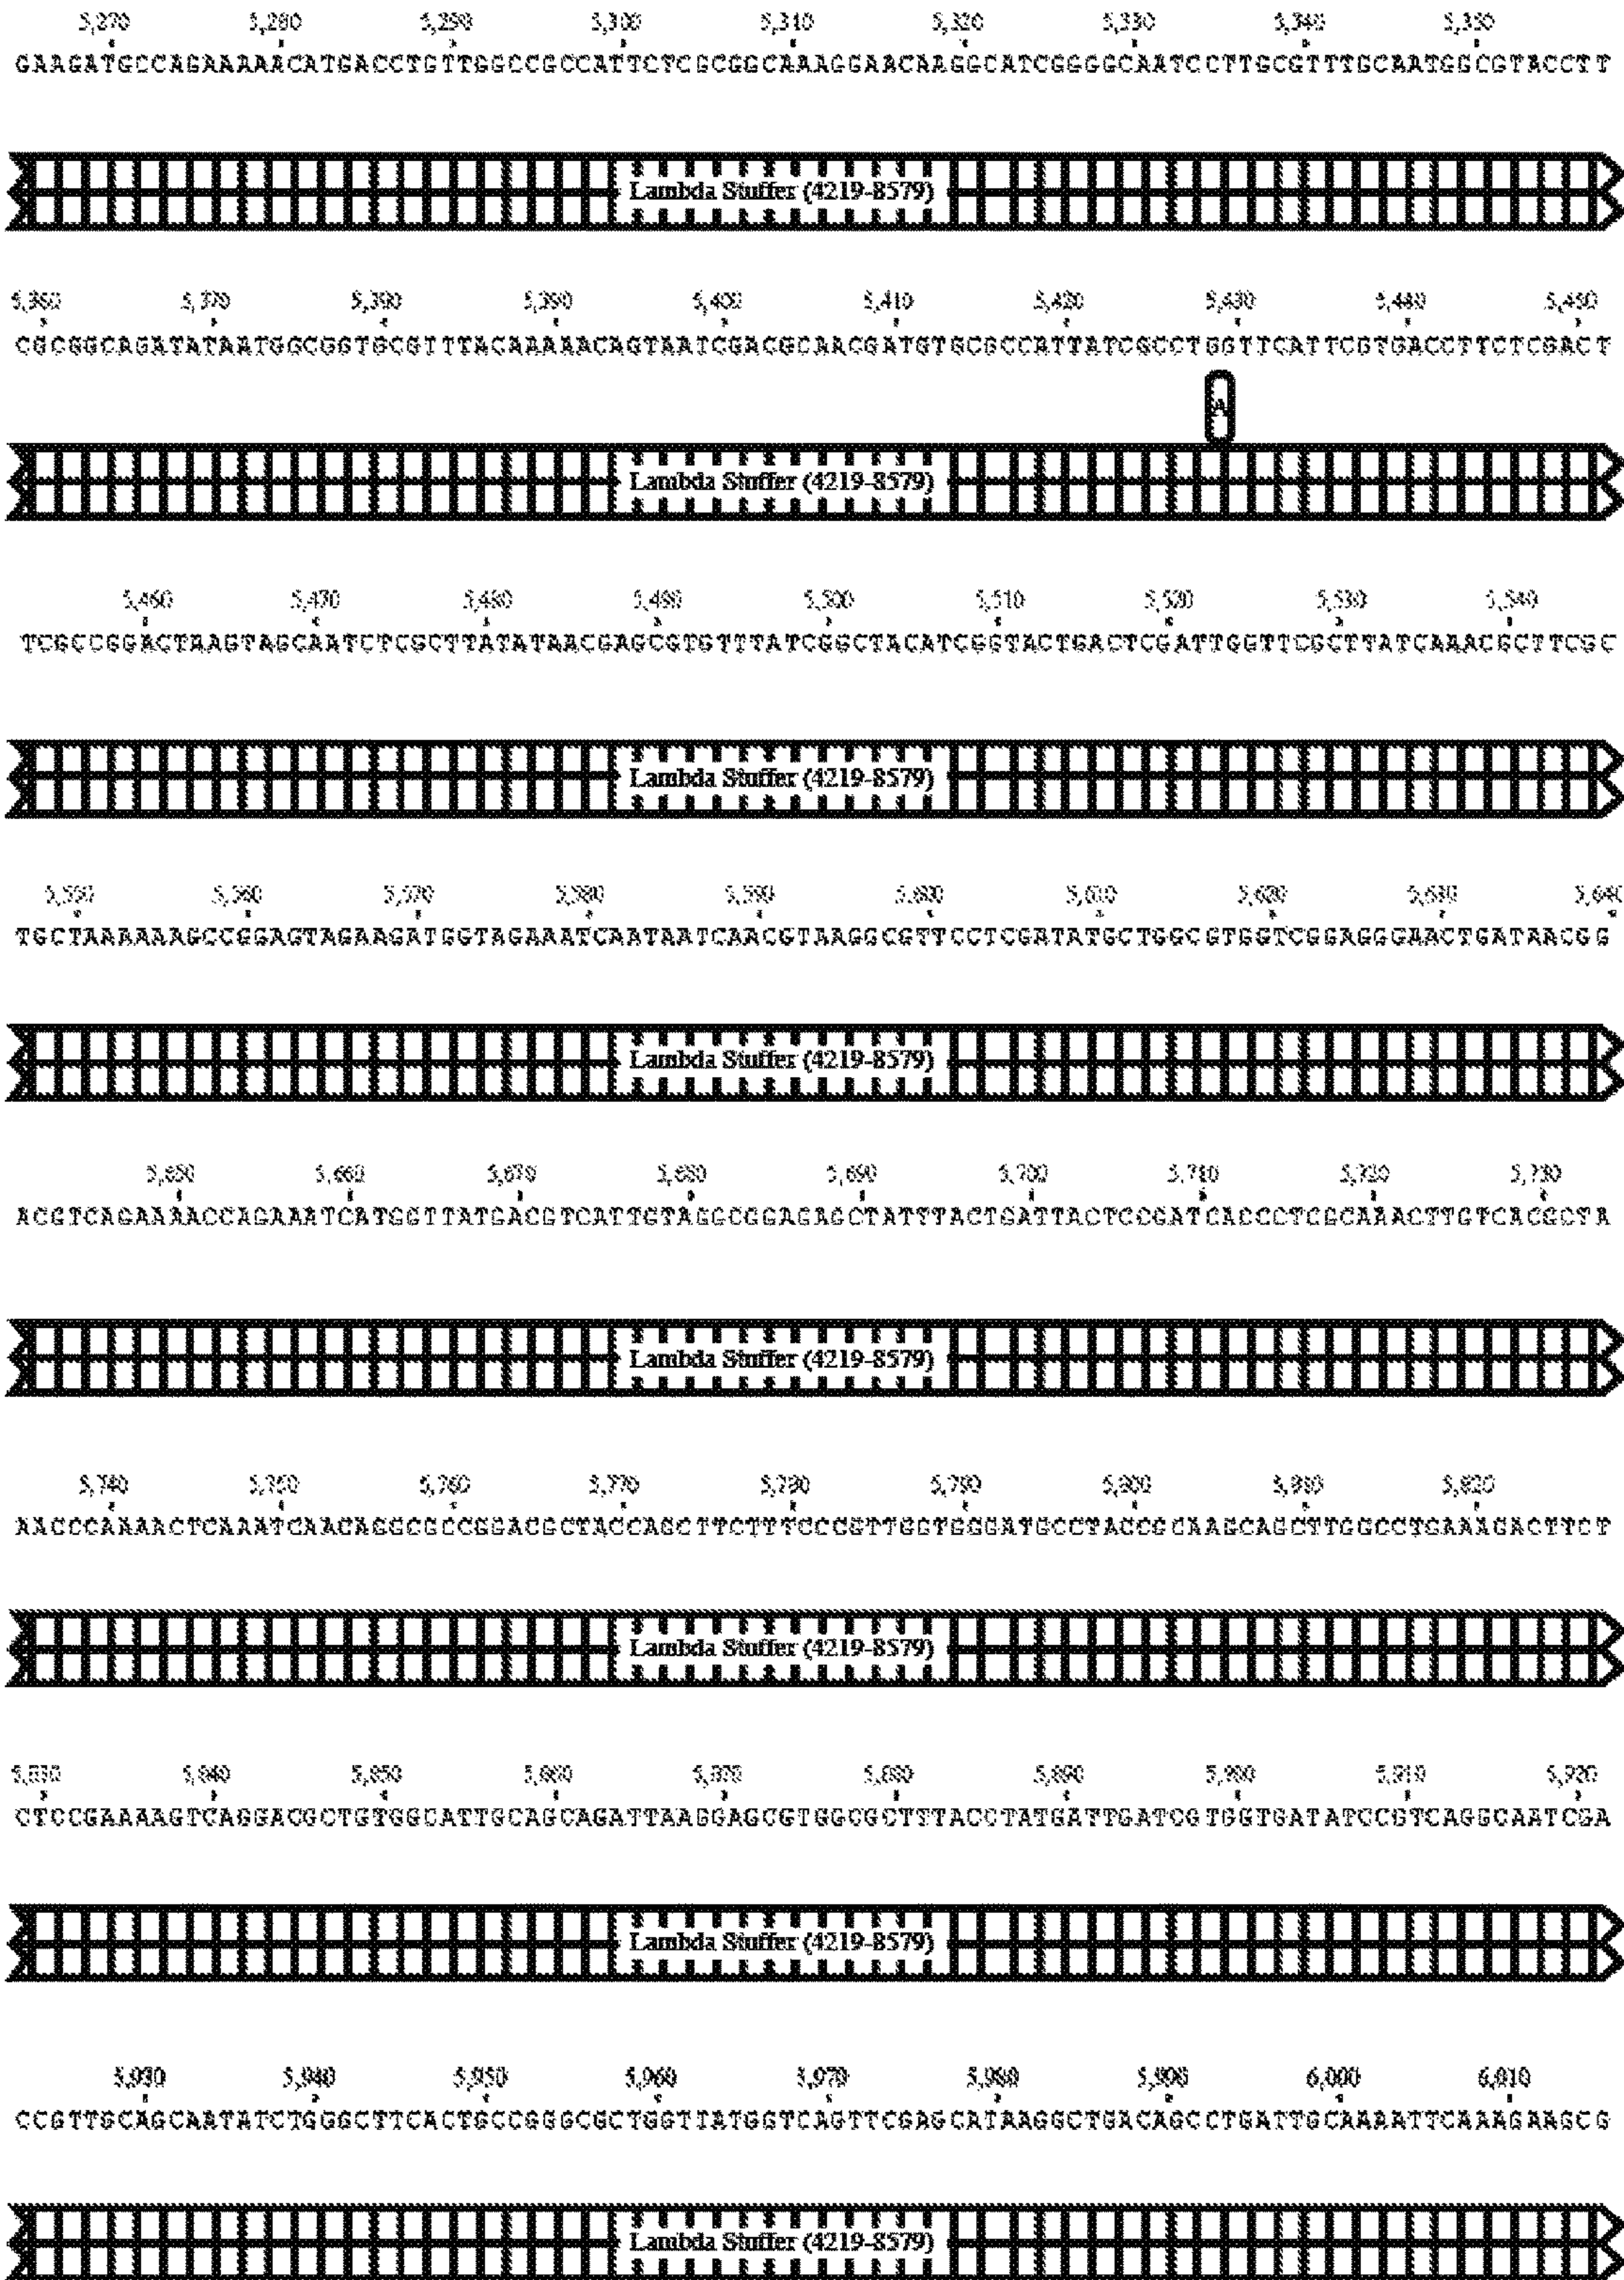 5,270 5,280 5,290 5,300 5,310 5,320 5,330 5,340 5,350
GAAGATGCCAGAAAAACATGACCTGTTGGCCGCCATTCTCGCGGCAAAGGAACAAGGCATCGGGGCAATCCTTGCGTTTGCAATGGCGTACCTT
Lambda Stuffer (4219-8579)
5,360 5,370 5,380 5,390 5,400 5,410 5,420 5,430 5,440 5,450
CGCGGCAGATATAATGGCGGTGCGTTTACAAAAACAGTAATCGACGCAACGATGTGCGCCATTATCGCCTGGTTCATTCGTGACCTTCTCGACT
A
Lambda Stuffer (4219-8579)
5,460 5,470 5,480 5,490 5,500 5,510 5,520 5,530 5,540
TCGCCGGACTAAGTAGCAATCTCGCTTATATAACGAGCGTGTTTATCGGCTACATCGGTACTGACTCGATTGGTTCGCTTATCAAACGCTTCGC
Lambda Stuffer (4219-8579)
5,550 5,560 5,570 5,580 5,590 5,600 5,610 5,620 5,630 5,640
TGCTAAAAAAGCCGGAGTAGAAGATGGTAGAAATCAATAATCAACGTAAGGCGTTCCTCGATATGCTGGCGTGGTCGGAGGGAACTGATAACGG
Lambda Stuffer (4219-8579)
5,650 5,660 5,670 5,680 5,690 5,700 5,710 5,720 5,730
ACGTCAGAAAACCAGAAATCATGGTTATGACGTCATTGTAGGCGGAGAGCTATTTACTGATTACTCCGATCACCCTCGCAAACTTGTCACGCTA
Lambda Stuffer (4219-8579)
5,740 5,750 5,760 5,770 5,780 5,790 5,800 5,810 5,820
AACCCAAAACTCAAATCAACAGGCGCCGGACGCTACCAGCTTCTTTCCCGTTGGTGGGATGCCTACCGCAAGCAGCTTGGCCTGAAAGACTTCT
Lambda Stuffer (4219-8579)
5,830 5,840 5,850 5,860 5,870 5,880 5,890 5,900 5,910 5,920
CTCCGAAAAGTCAGGACGCTGTGGCATTGCAGCAGATTAAGGAGCGTGGCGCTTTACCTATGATTGATCGTGGTGATATCCGTCAGGCAATCGA
Lambda Stuffer (4219-8579)
5,930 5,940 5,950 5,960 5,970 5,980 5,990 6,000 6,010
CCGTTGCAGCAATATCTGGGCTTCACTGCCGGGCGCTGGTTATGGTCAGTTCGAGCATAAGGCTGACAGCCTGATTGCAAAATTCAAAGAAGCG
Lambda Stuffer (4219-8579)